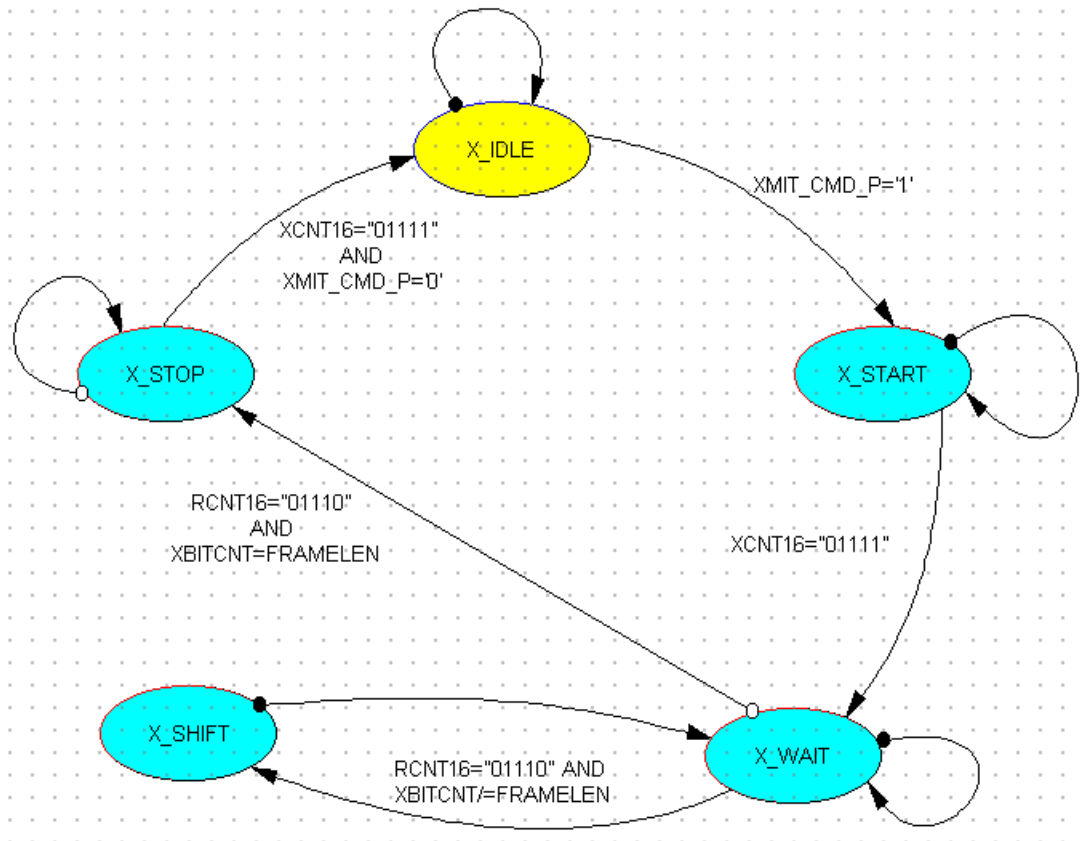 X_IDLE
XMIT_CMD_P='1'
XCNT16="01111"
AND
XMIT_CMD_P='0'
X_STOP
X_START
RCNT16="01110"
AND
XBITCNT=FRAMELEN
XCNT16="01111"
X_SHIFT
X_WAIT
RCNT16="01110" AND
XBITCNT/=FRAMELEN